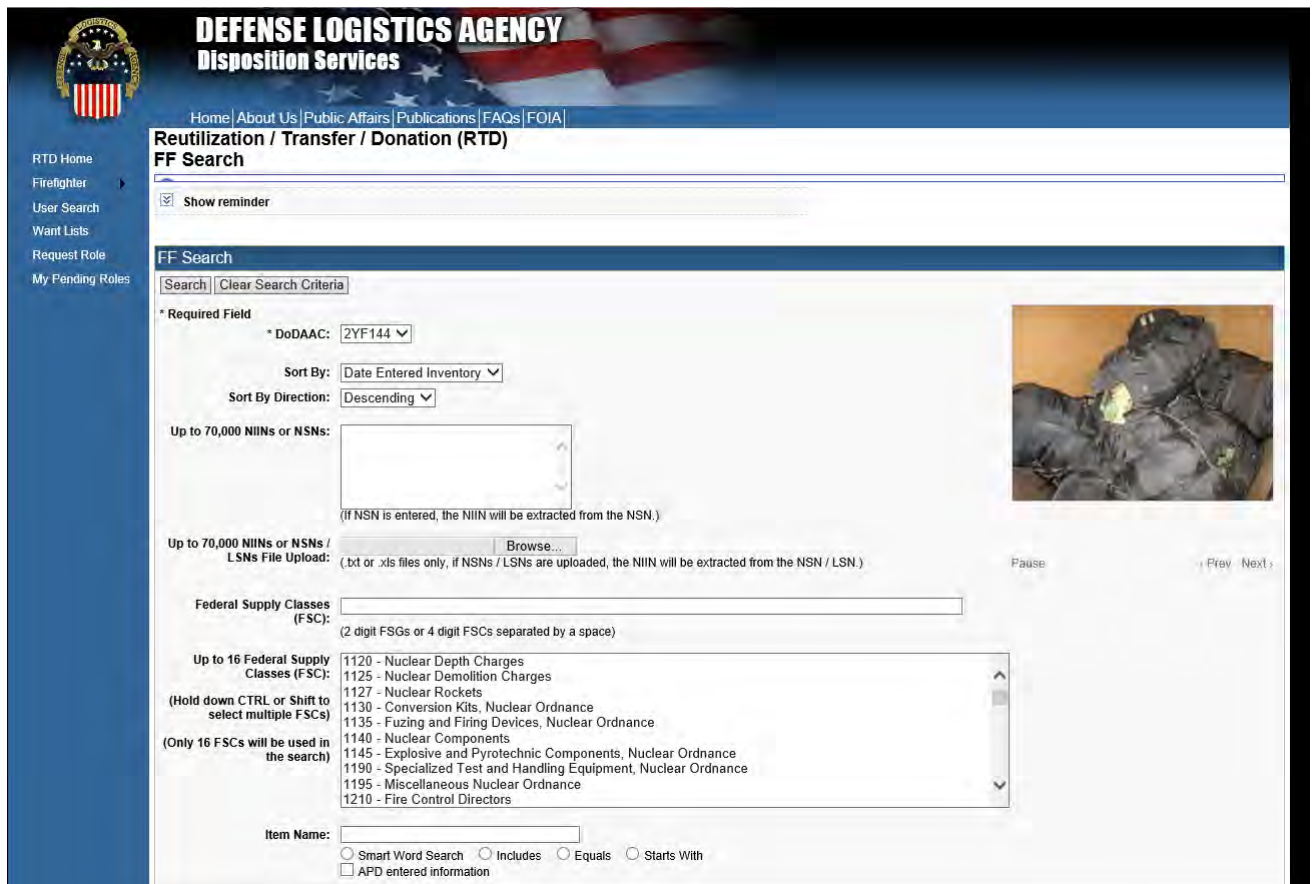 DEFENSE LOGISTICS AGENCY
Disposition Services
Home|About Us|Public Affairs|Publications|FAQs|FOIA|
Reutilization / Transfer / Donation (RTD)
FF Search
RTD Home
Firefighter
User Search
Want Lists
Request Role
My Pending Roles
Show reminder
FF Search
Search Clear Search Criteria
* Required Field
* DoDAAC: 2YF144
Sort By: Date Entered Inventory
Sort By Direction: Descending
Up to 70,000 NIINs or NSNs:
(If NSN is entered, the NIIN will be extracted from the NSN.)
Up to 70,000 NIINs or NSNs /
LSNs File Upload:
Browse...
(.txt or .xls files only, if NSNs / LSNs are uploaded, the NIIN will be extracted from the NSN / LSN.)
Pause ‹ Prev Next ›
Federal Supply Classes
(FSC):
(2 digit FSGs or 4 digit FSCs separated by a space)
Up to 16 Federal Supply
Classes (FSC):
(Hold down CTRL or Shift to
select multiple FSCs)
(Only 16 FSCs will be used in
the search)
1120 - Nuclear Depth Charges
1125 - Nuclear Demolition Charges
1127 - Nuclear Rockets
1130 - Conversion Kits, Nuclear Ordnance
1135 - Fuzing and Firing Devices, Nuclear Ordnance
1140 - Nuclear Components
1145 - Explosive and Pyrotechnic Components, Nuclear Ordnance
1190 - Specialized Test and Handling Equipment, Nuclear Ordnance
1195 - Miscellaneous Nuclear Ordnance
1210 - Fire Control Directors
Item Name:
Smart Word Search Includes Equals Starts With
APD entered information